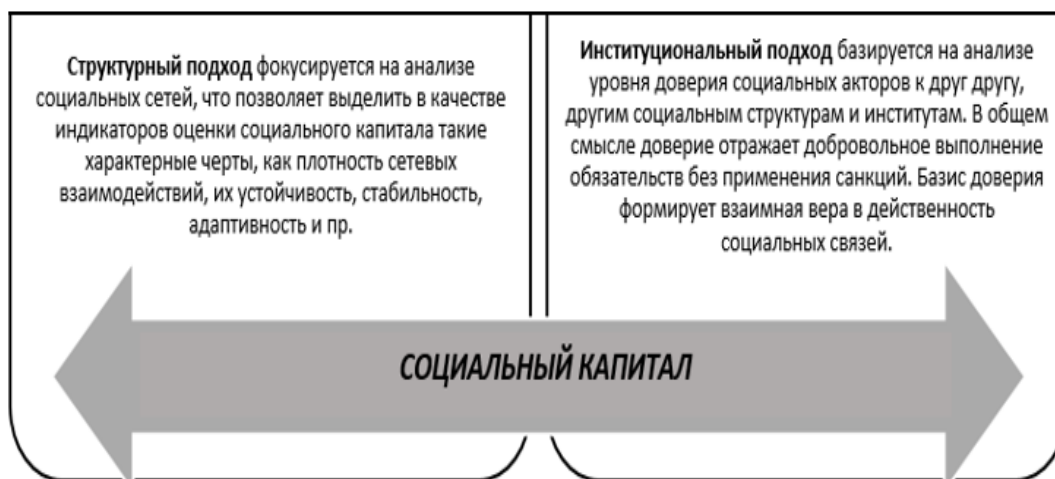 Структурный подход фокусируется на анализе
социальных сетей, что позволяет выделить в качестве
индикаторов оценки социального капитала такие
характерные черты, как плотность сетевых
взаимодействий, их устойчивость, стабильность,
адаптивность и пр.
Институциональный подход базируется на анализе
уровня доверия социальных акторов к друг другу,
другим социальным структурам и институтам. В общем
смысле доверие отражает добровольное выполнение
обязательств без применения санкций. Базис доверия
формирует взаимная вера в действенность
социальных связей.
СОЦИАЛЬНЫЙ КАПИТАЛ